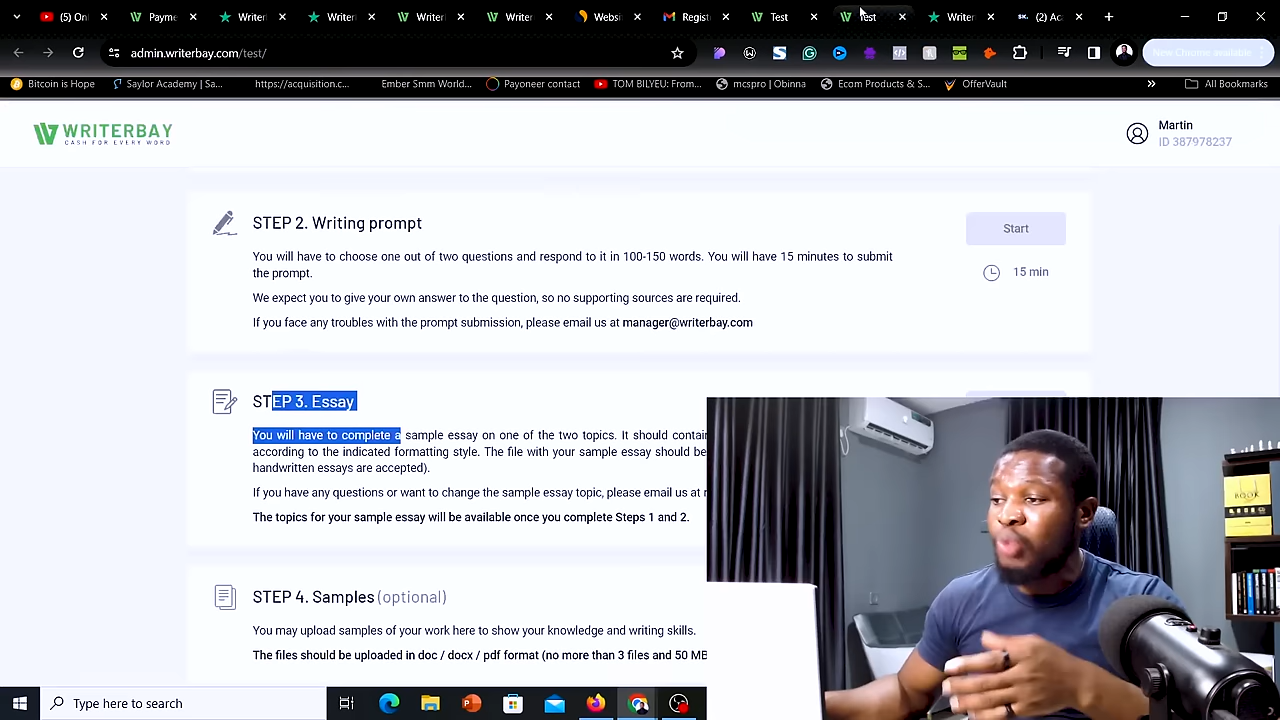 (5) Onl
Payme
Writer
Writer
Writer
Writer
Websi
Regist
Test
Test
Writer
(2) Ac
admin.writerbay.com/test/
New Chrome available
Bitcoin is Hope
Saylor Academy | Sa...
https://acquisition.c...
Ember Smm World...
Payoneer contact
TOM BILYEU: From...
mcspro | Obinna
Ecom Products & S...
OfferVault
»
All Bookmarks
WRITERBAY
CASH FOR EVERY WORD
Martin
ID 387978237
STEP 2. Writing prompt
Start
You will have to choose one out of two questions and respond to it in 100-150 words. You will have 15 minutes to submit
the prompt.
15 min
We expect you to give your own answer to the question, so no supporting sources are required.
If you face any troubles with the prompt submission, please email us at manager@writerbay.com
STEP 3. Essay
You will have to complete a sample essay on one of the two topics. It should contain
according to the indicated formatting style. The file with your sample essay should be
handwritten essays are accepted).
If you have any questions or want to change the sample essay topic, please email us at
The topics for your sample essay will be available once you complete Steps 1 and 2.
STEP 4. Samples (optional)
You may upload samples of your work here to show your knowledge and writing skills.
The files should be uploaded in doc / docx / pdf format (no more than 3 files and 50 MB
Type here to search
BOOK